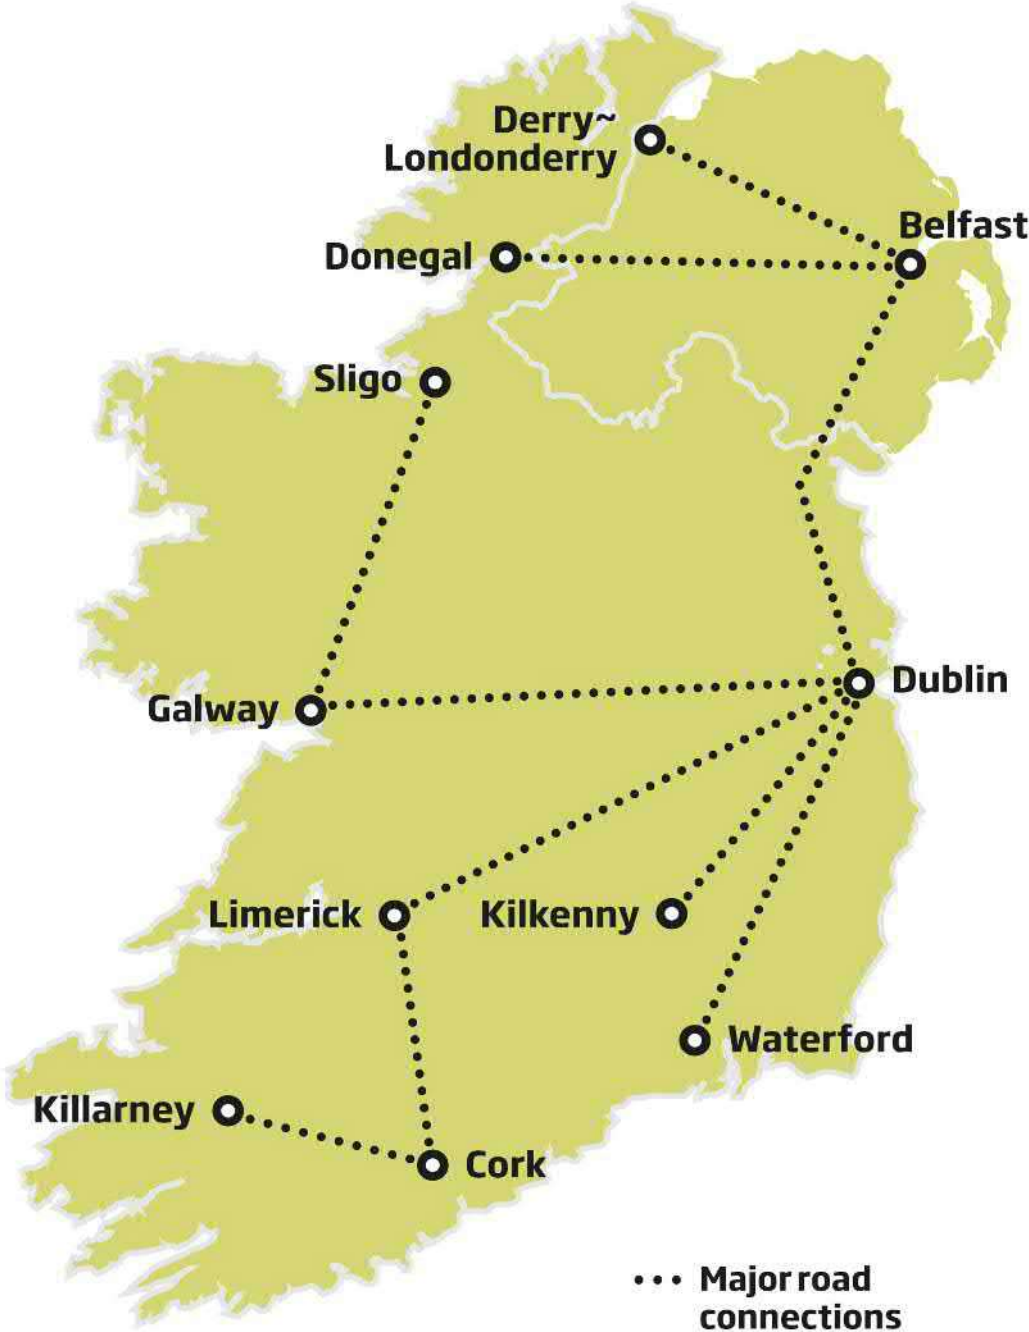 Derry~
Londonderry
Belfast
Donegal
Sligo
Dublin
Galway
Limerick
Kilkenny
Waterford
Killarney
Cork
••• Major road
connections